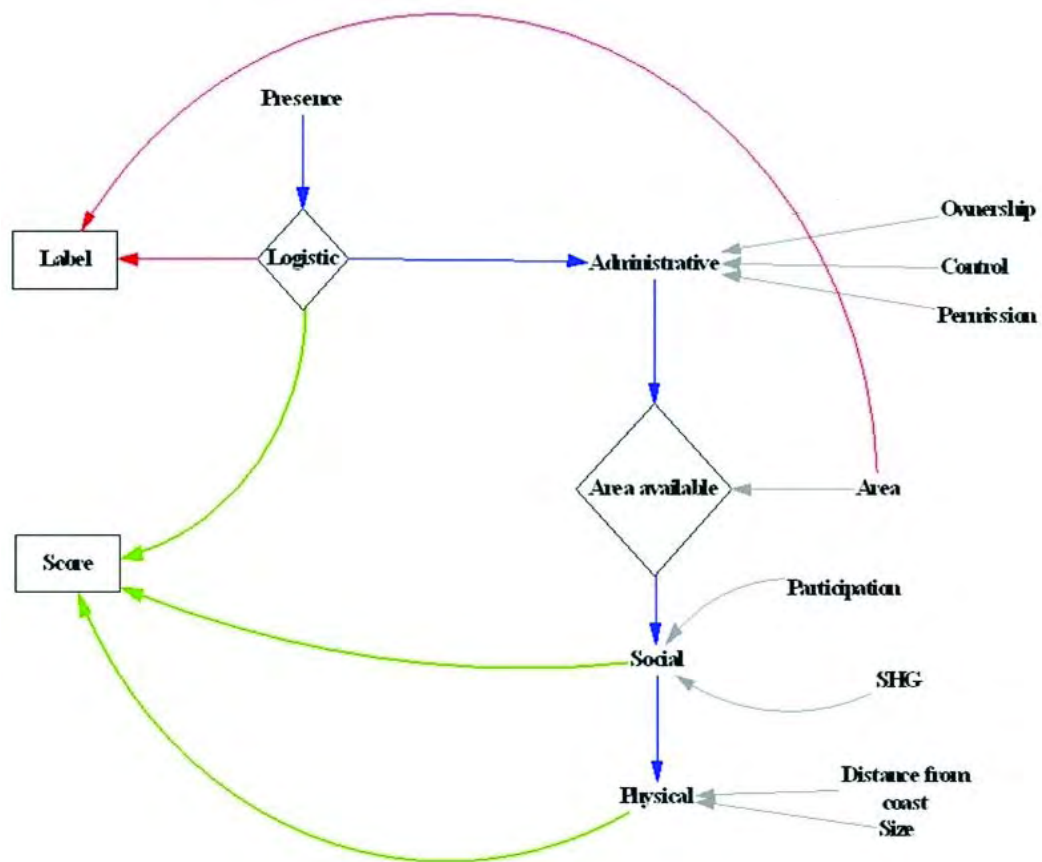 Presence
Ownership
Label
Logistic
Administrative
Control
Permission
Area available
Area
Score
Participation
Social
SHG
Distance from
coast
Physical
Size